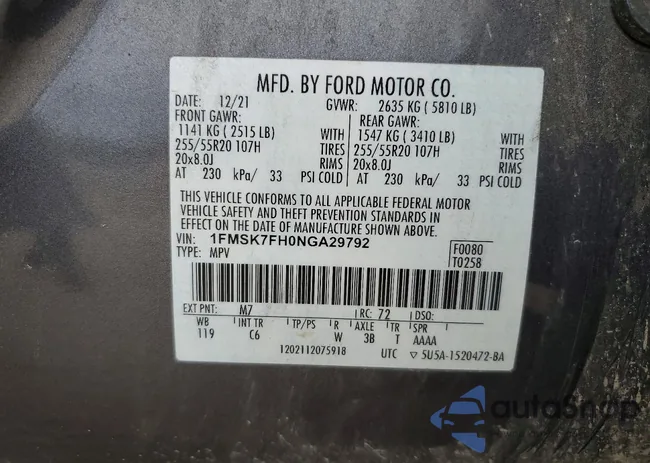 MFD. BY FORD MOTOR CO.
DATE: 12/21 GVWR: 2635 KG ( 5810 LB)
FRONT GAWR: REAR GAWR:
1141 KG ( 2515 LB) WITH 1547 KG ( 3410 LB) WITH
255/55R20 107H TIRES 255/55R20 107H TIRES
20x8.0J RIMS 20x8.0J RIMS
AT 230 kPa/ 33 PSI COLD AT 230 kPa/ 33 PSI COLD
THIS VEHICLE CONFORMS TO ALL APPLICABLE FEDERAL MOTOR
VEHICLE SAFETY AND THEFT PREVENTION STANDARDS IN
EFFECT ON THE DATE OF MANUFACTURE SHOWN ABOVE.
VIN: 1FMSK7FH0NGA29792
TYPE: MPV
F0080
T0258
EXT PNT: M7 RC: 72 DSO:
WB INT TR TP/PS R AXLE TR SPR
119 C6 W 3B T AAAA
1202112075918 UTC ▽ 5U5A-1520472-BA
autoSnap